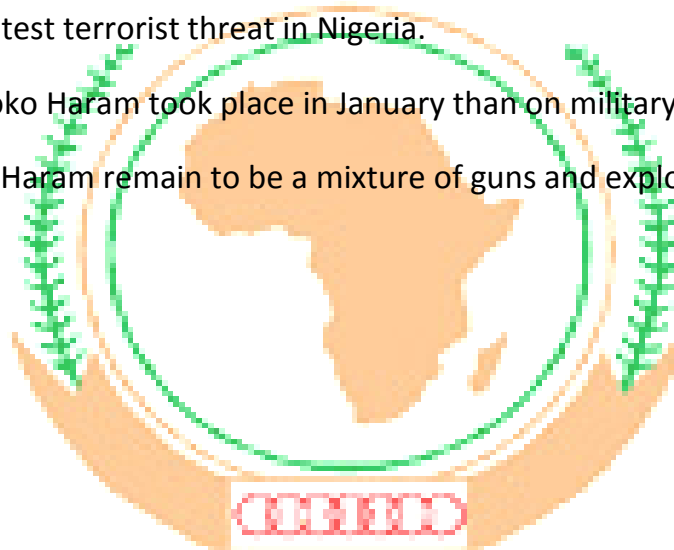 test terrorist threat in Nigeria.
oko Haram took place in January than on military
Haram remain to be a mixture of guns and explo